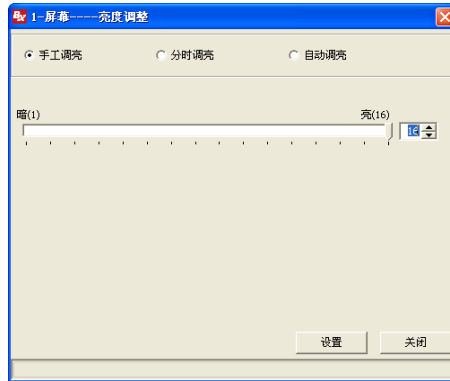 BX 1-屏幕----亮度调整
手工调亮 分时调亮 自动调亮
暗(1) 亮(16)
16
设置 关闭